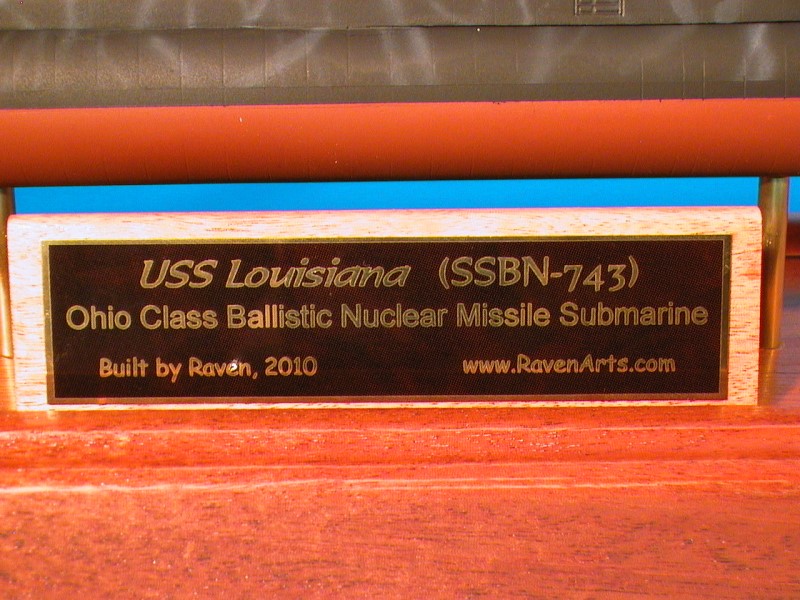 USS Louisiana (SSBN-743)
Ohio Class Ballistic Nuclear Missile Submarine
Built by Raven, 2010 www.RavenArts.com